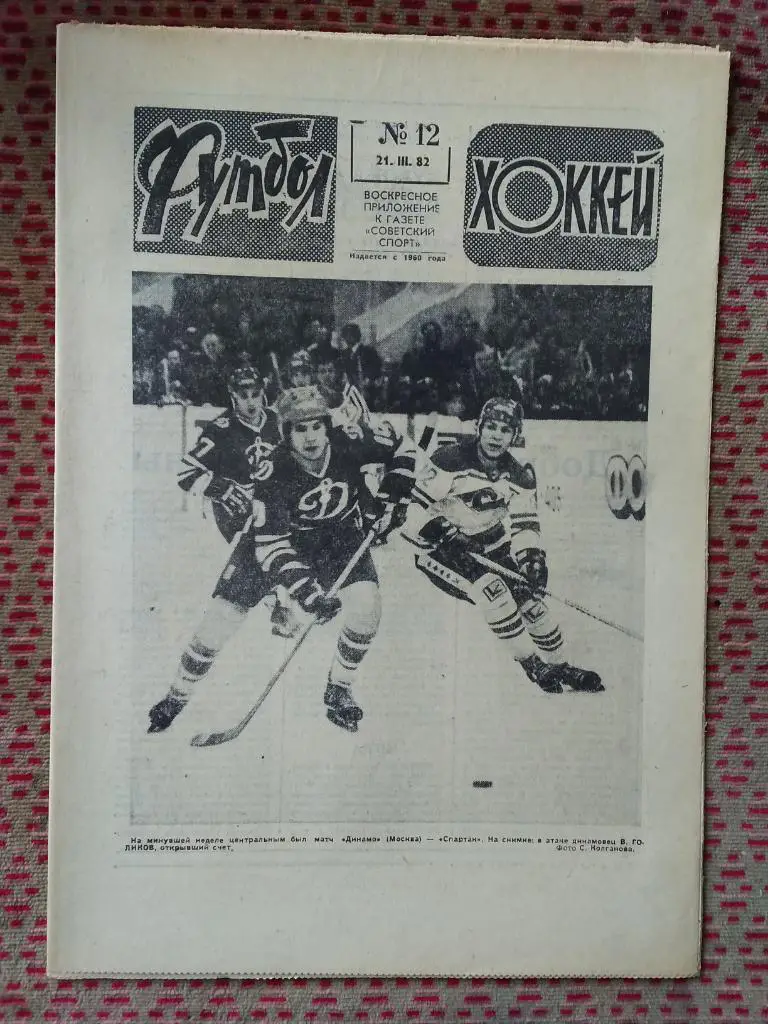 Футбол
№ 12
21. III. 82
ВОСКРЕСНОЕ
ПРИЛОЖЕНИЕ
К ГАЗЕТЕ
«СОВЕТСКИЙ
СПОРТ»
Издается с 1960 года
ХОККЕЙ
На минувшей неделе центральным был матч «Динамо» (Москва) — «Спартак». На снимке: в атаке динамовец В. ГО-
ЛИКОВ, открывший счет.
Фото С. Колганова.